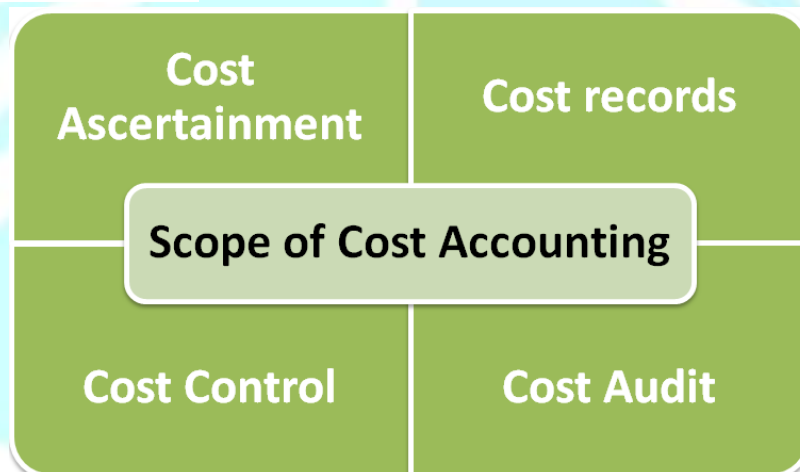 Cost
Ascertainment
Cost records
Scope of Cost Accounting
Cost Control
Cost Audit